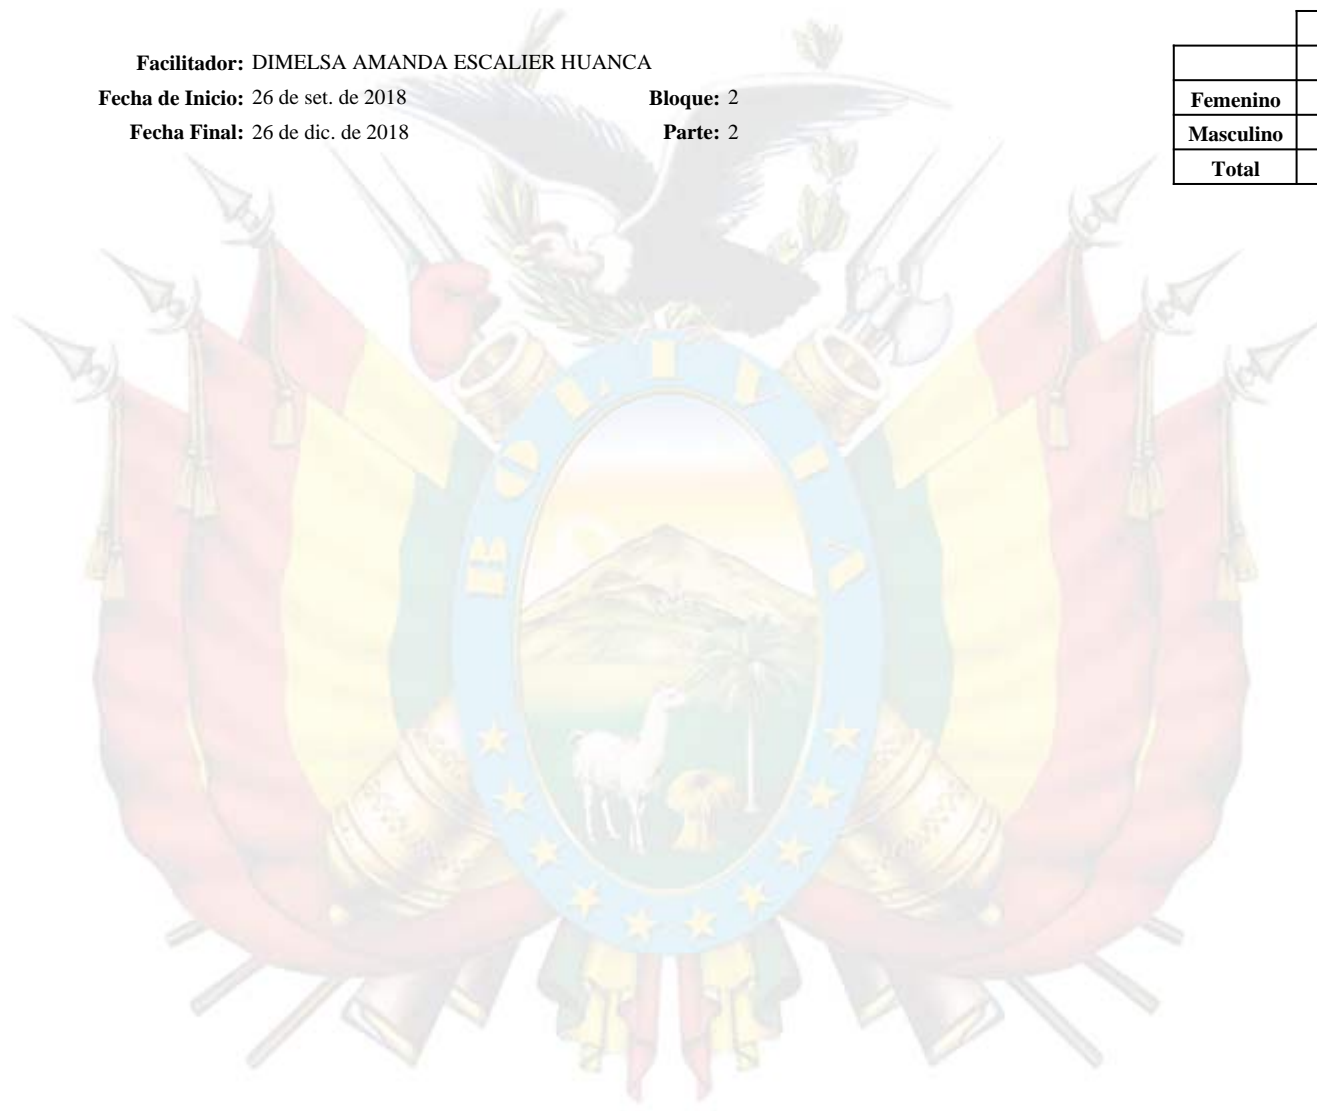 Facilitador: DIMELSA AMANDA ESCALIER HUANCA
Fecha de Inicio: 26 de set. de 2018 Bloque: 2
Fecha Final: 26 de dic. de 2018 Parte: 2
Femenino
Masculino
Total
BOLIVIA